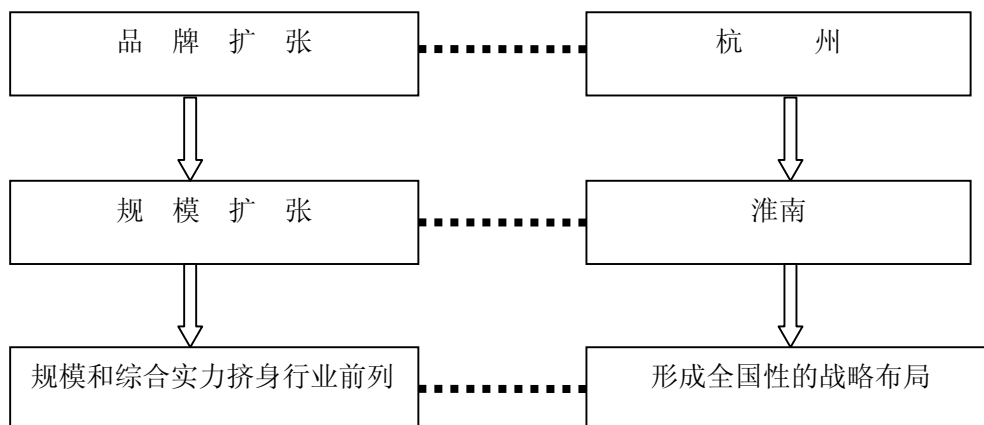 品 牌 扩 张
杭 州
规 模 扩 张
淮南
规模和综合实力挤身行业前列
形成全国性的战略布局